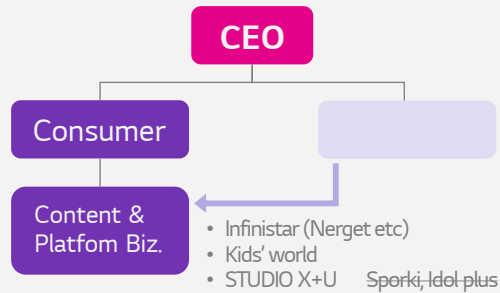 CEO
Consumer
Content &
Platfom Biz.
• Infinistar (Nerget etc)
• Kids' world
• STUDIO X+U Sporki, Idol plus